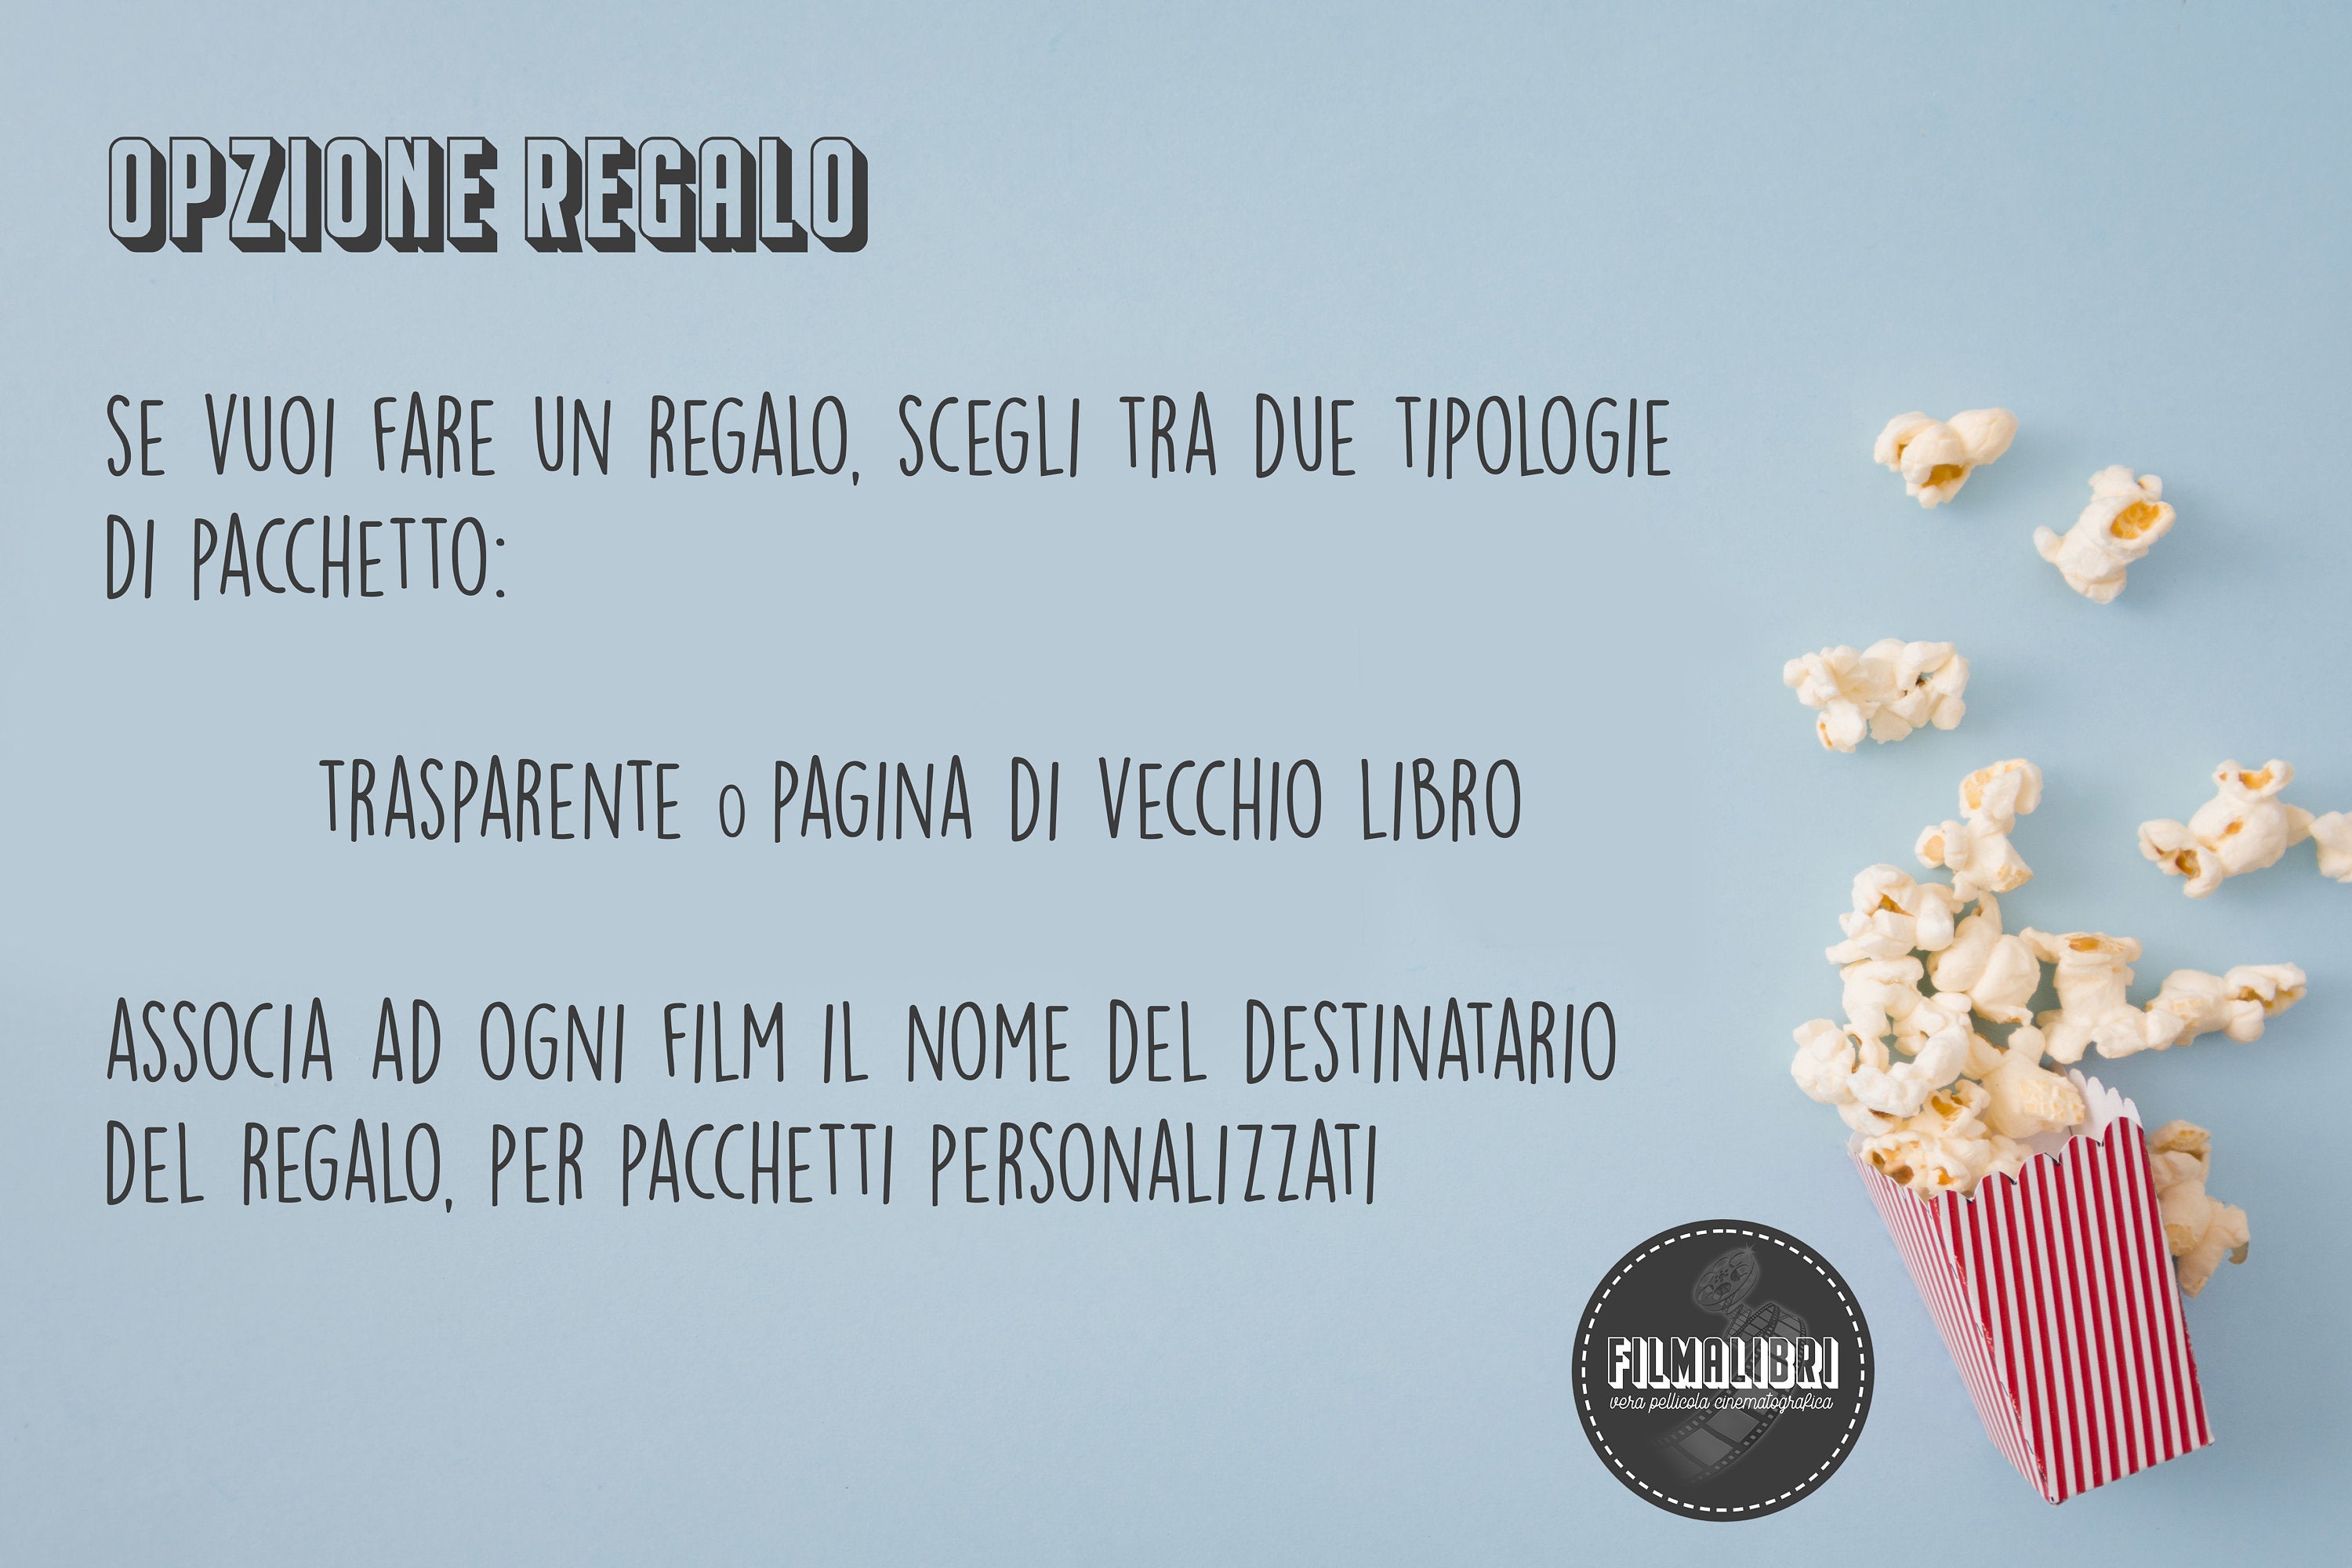 OPZIONE REGALO
SE VUOI FARE UN REGALO, SCEGLI TRA DUE TIPOLOGIE
DI PACCHETTO:
TRASPARENTE O PAGINA DI VECCHIO LIBRO
ASSOCIA AD OGNI FILM IL NOME DEL DESTINATARIO
DEL REGALO, PER PACCHETTI PERSONALIZZATI
FILMALIBRI
vera pellicola cinematografica